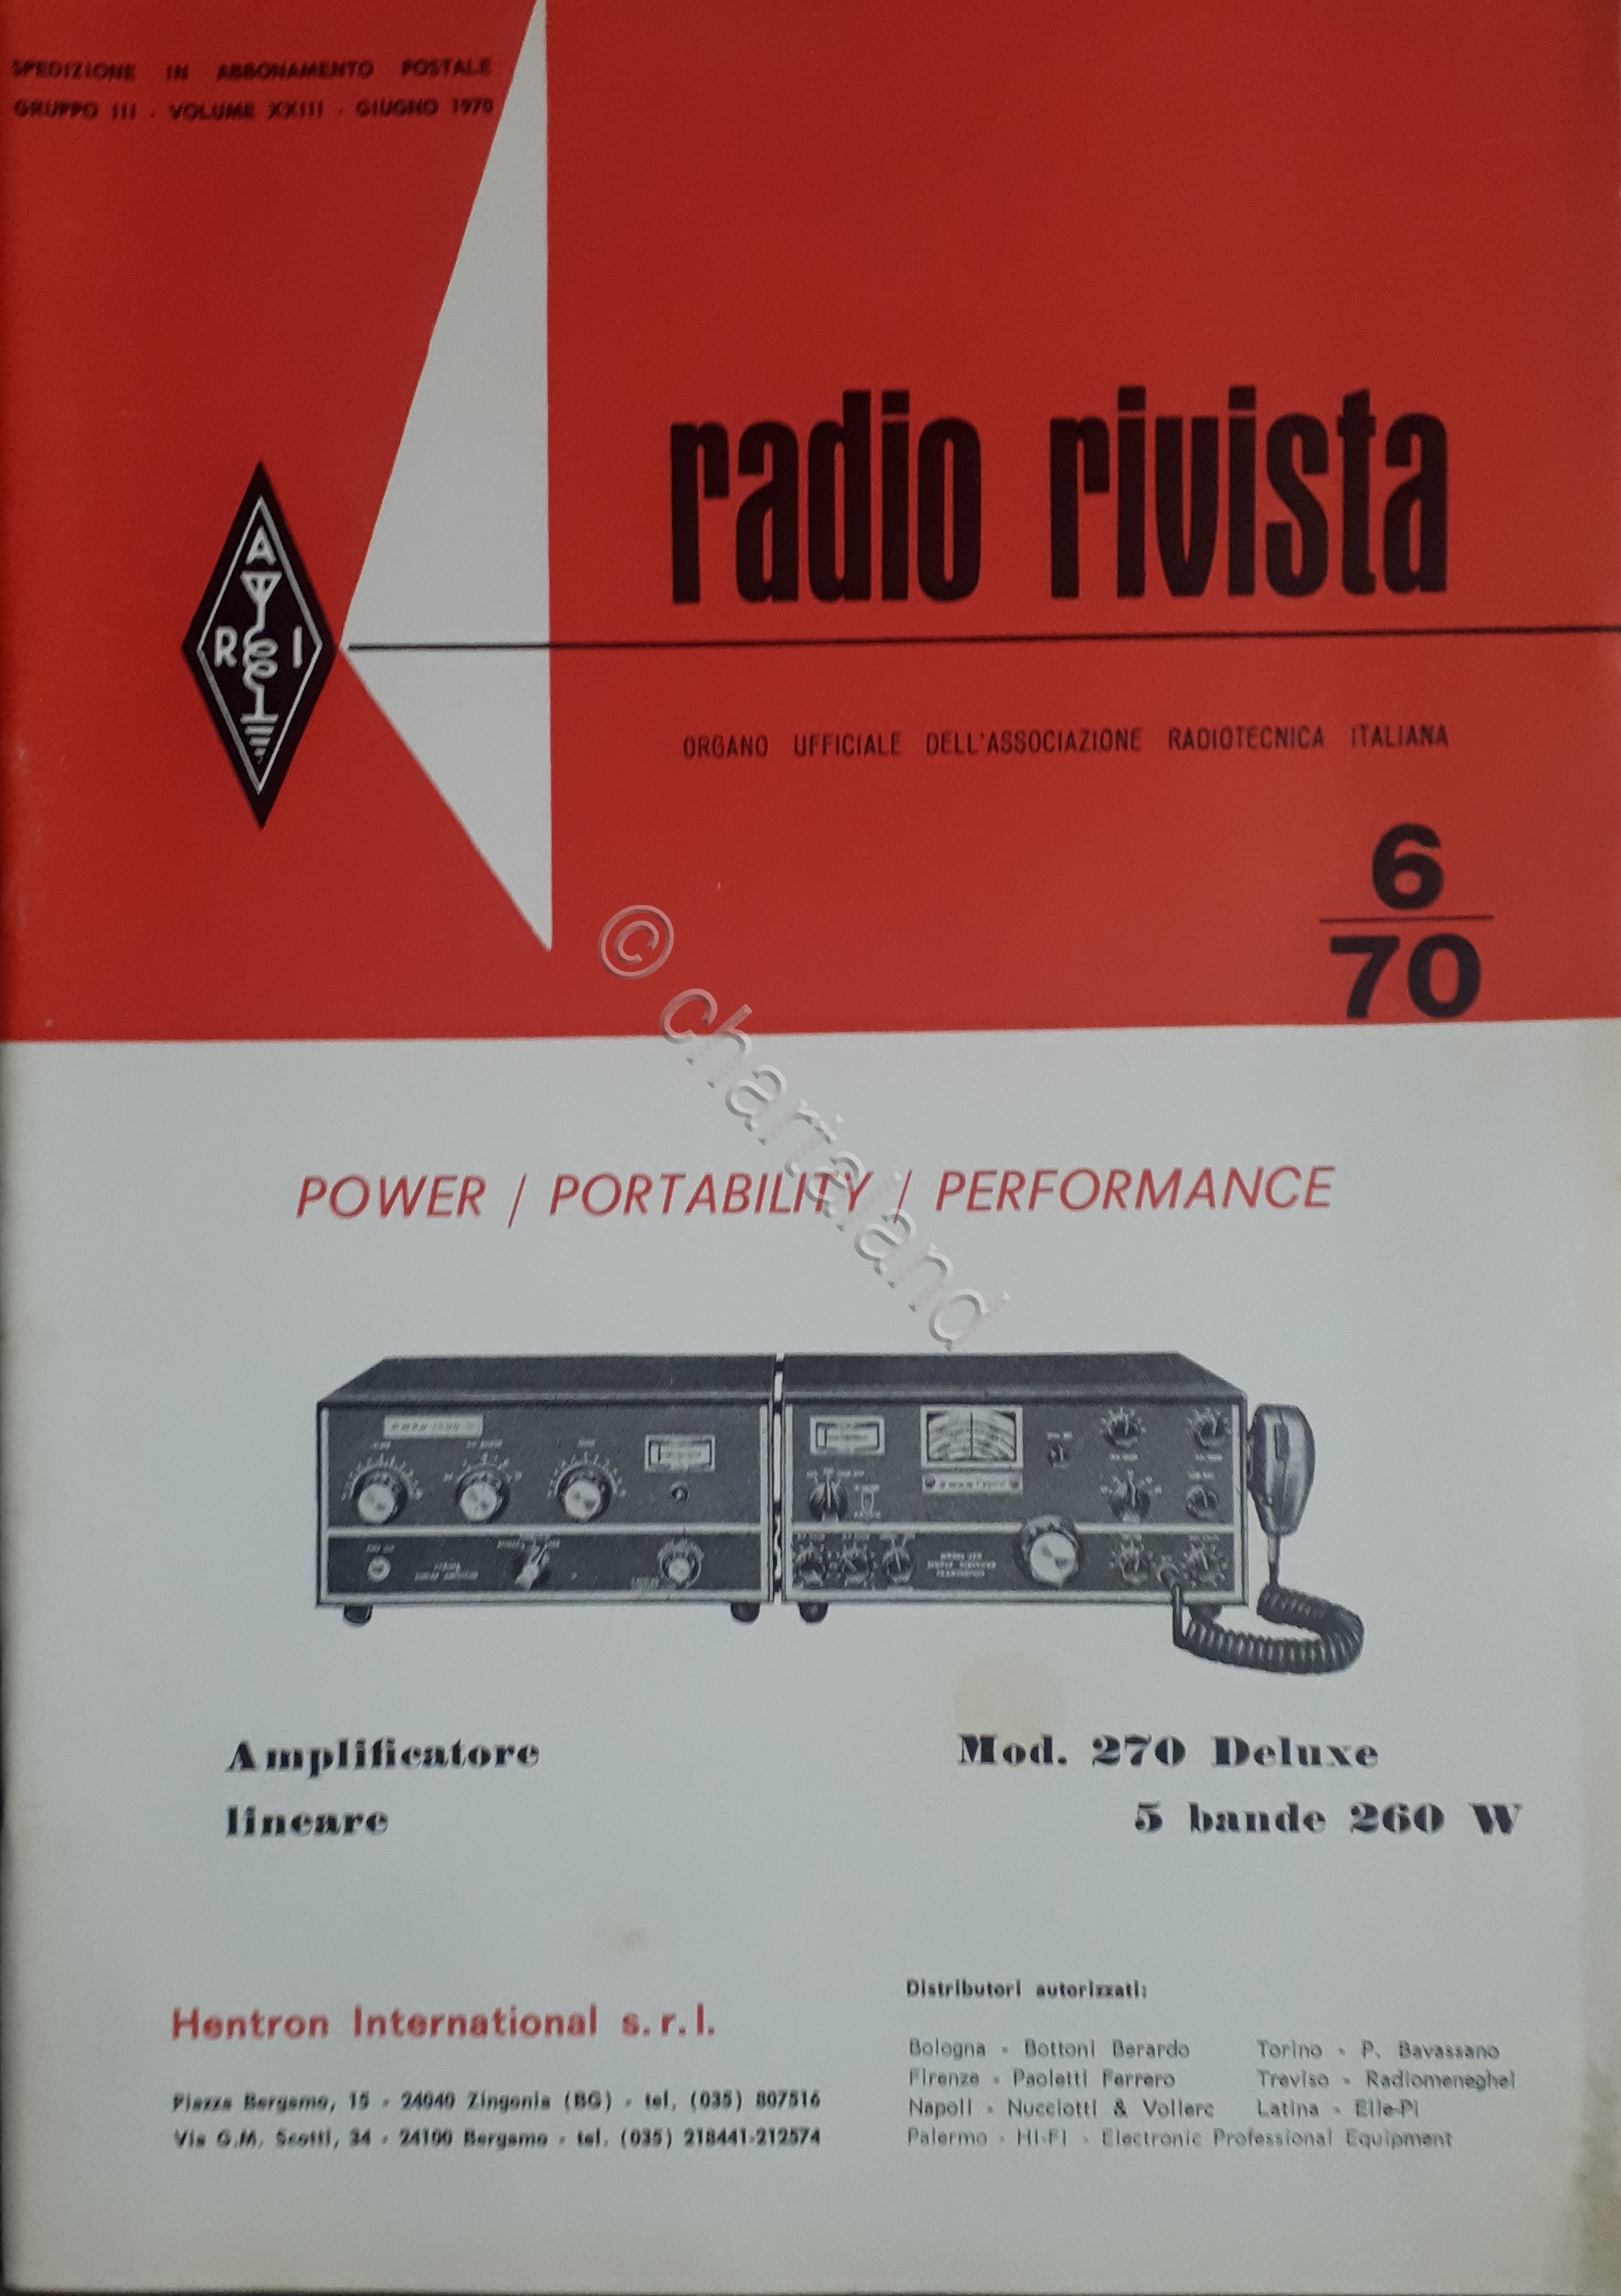 SPEDIZIONE IN ABBONAMENTO POSTALE
GRUPPO III - VOLUME XXIII - GIUGNO 1970
radio rivista
A
R I
ORGANO UFFICIALE DELL'ASSOCIAZIONE RADIOTECNICA ITALIANA
6
70
© chartaland
POWER / PORTABILITY / PERFORMANCE
Amplificatore
lineare
Mod. 270 Deluxe
5 bande 260 W
Hentron International s.r.l.
Piazza Bergamo, 15 - 24040 Zingonia (BG) - tel. (035) 807516
Via G.M. Scotti, 34 - 24100 Bergamo - tel. (035) 218441-212574
Distributori autorizzati:
Bologna - Bottoni Berardo
Firenze - Paoletti Ferrero
Napoli - Nucciotti & Vollero
Palermo - HI-FI - Electronic Professional Equipment
Torino - P. Bavassano
Treviso - Radiomeneghel
Latina - Elle-Pi